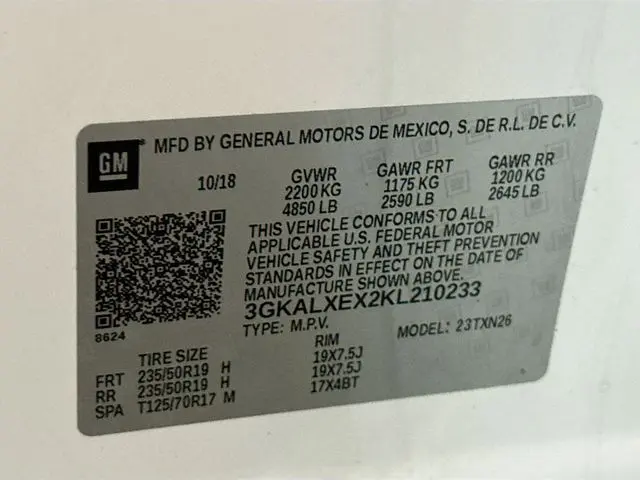 GM ® MFD BY GENERAL MOTORS DE MEXICO, S. DE R.L. DE C.V.
10/18 GVWR GAWR FRT GAWR RR
2200 KG 1175 KG 1200 KG
4850 LB 2590 LB 2645 LB
THIS VEHICLE CONFORMS TO ALL
APPLICABLE U.S. FEDERAL MOTOR
VEHICLE SAFETY AND THEFT PREVENTION
STANDARDS IN EFFECT ON THE DATE OF
MANUFACTURE SHOWN ABOVE.
3GKALXEX2KL210233
8624 TYPE: M.P.V. MODEL: 23TXN26
TIRE SIZE RIM
FRT 235/50R19 H 19X7.5J
RR 235/50R19 H 19X7.5J
SPA T125/70R17 M 17X4BT